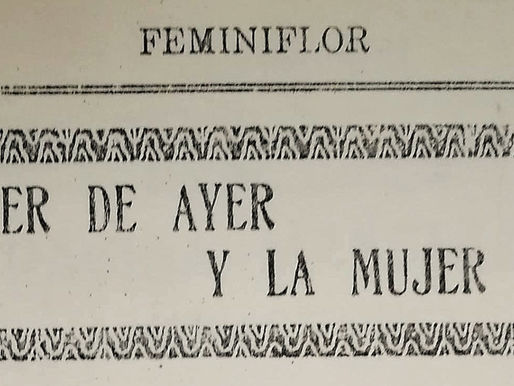 FEMINIFLOR
ER DE AYER
Y LA MUJER